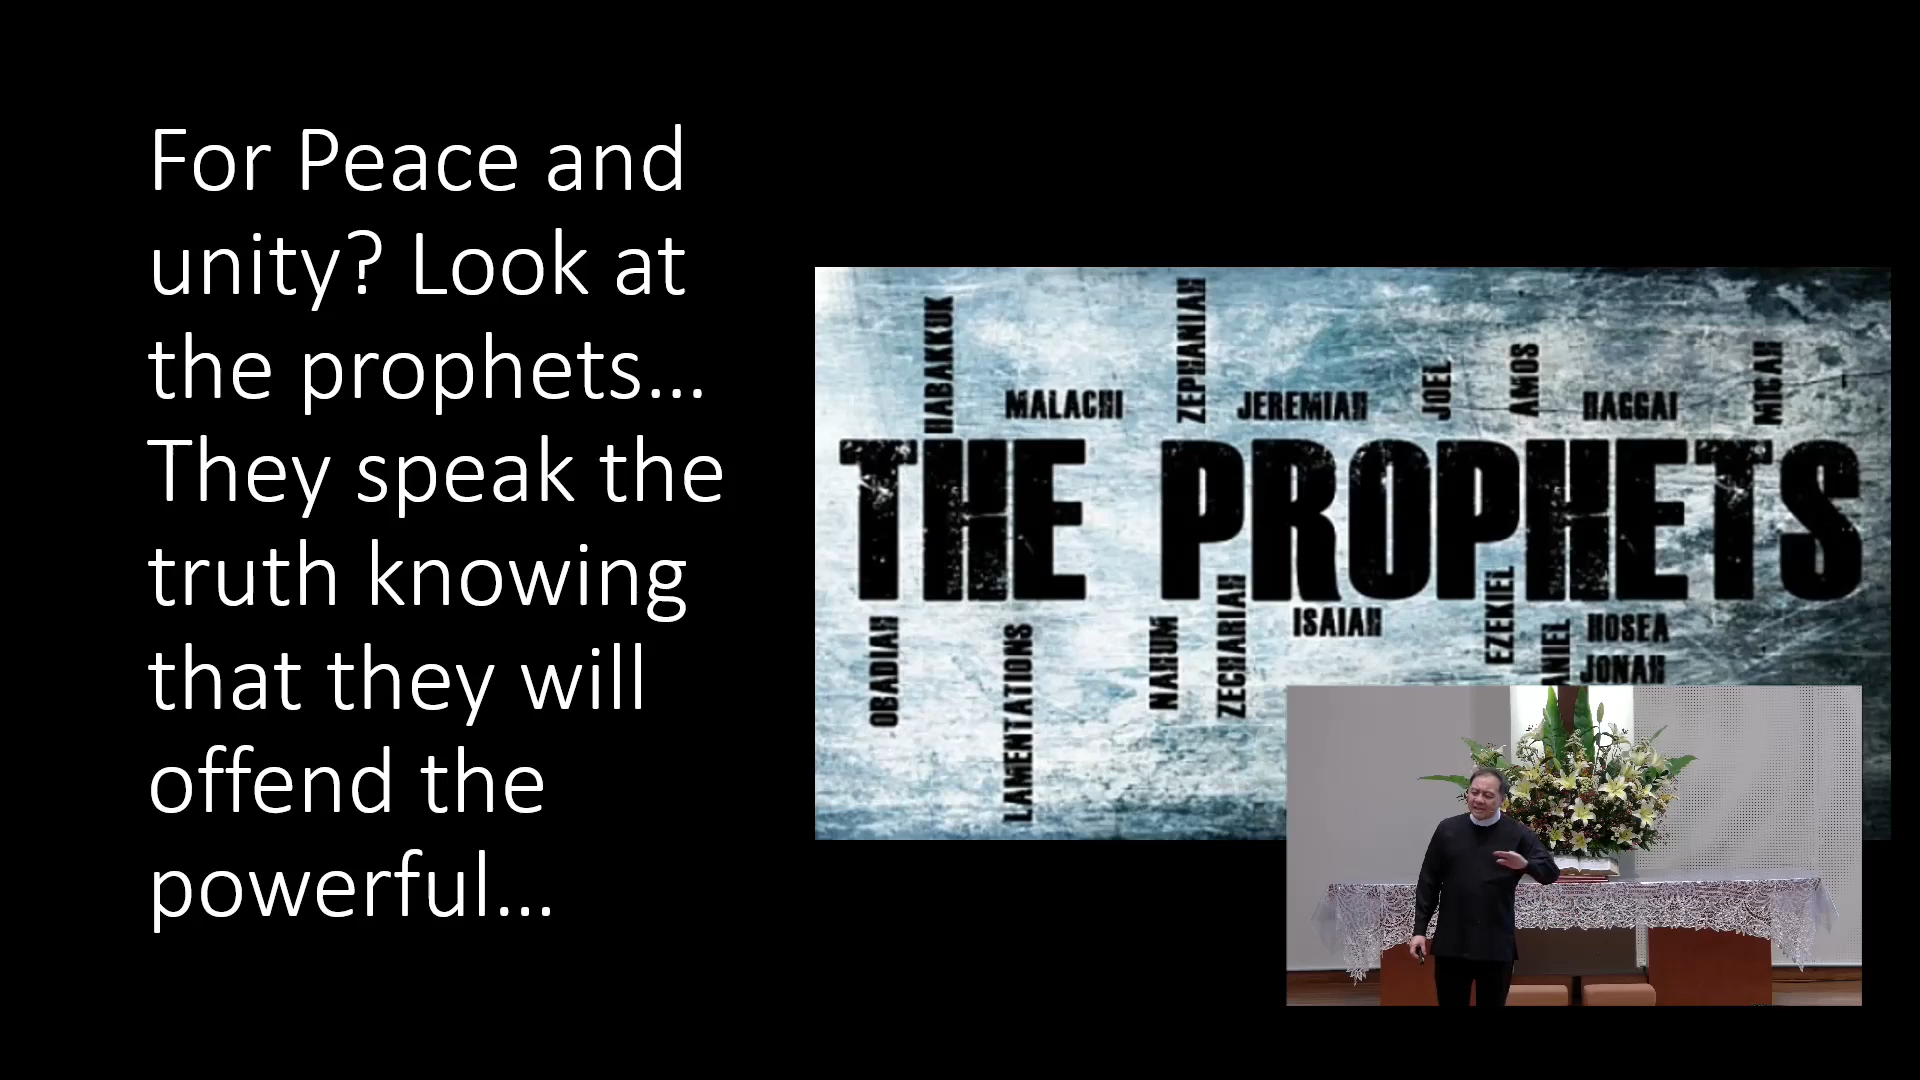 For Peace and
unity? Look at
the prophets...
They speak the
truth knowing
that they will
offend the
powerful...
HABAKKUK
MALACHI
ZEPHANIAH
JEREMIAH
JOEL
AMOS
HAGGAI
MICAH
THE PROPHETS
OBADIAH
LAMENTATIONS
NAHUM
ZECHARIAH
ISAIAH
EZEKIEL
HOSEA
JONAH